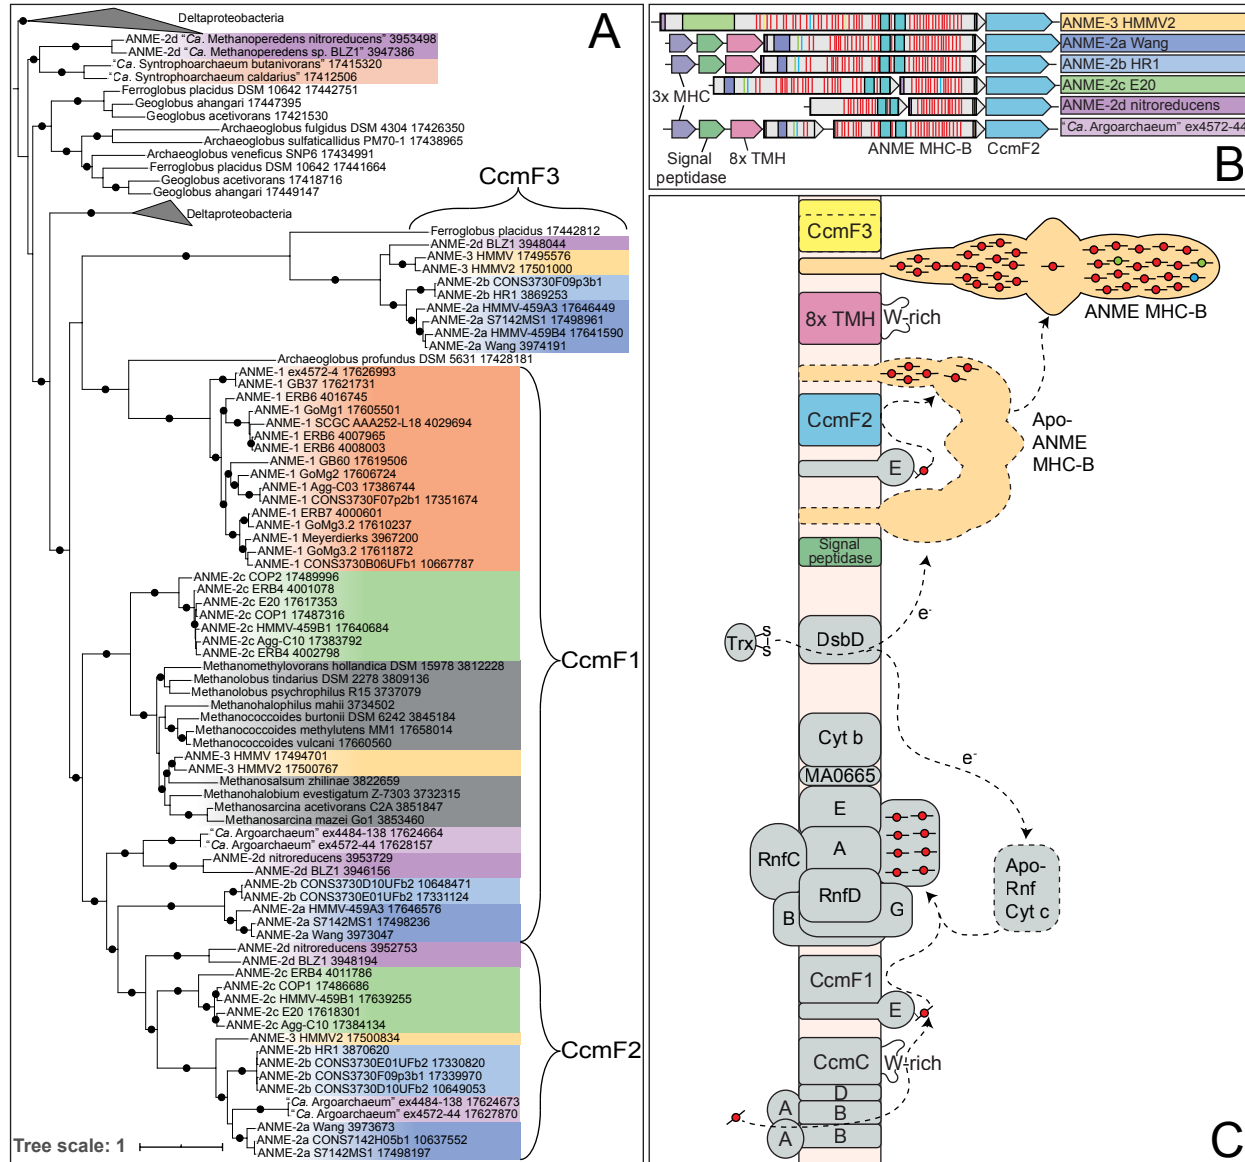 A
Deltaproteobacteria
ANME-2d "Ca. Methanoperedens nitroreducens" 3953498
ANME-2d "Ca. Methanoperedens sp. BLZ1" 3947386
"Ca. Syntrophoarchaeum butanivorans" 17415320
"Ca. Syntrophoarchaeum caldarius" 17412506
Ferroglobus placidus DSM 10642 17442751
Geoglobus ahangari 17447395
Geoglobus acetivorans 17421530
Archaeoglobus fulgidus DSM 4304 17426350
Archaeoglobus sulfaticallidus PM70-1 17438965
Archaeoglobus veneficus SNP6 17434991
Ferroglobus placidus DSM 10642 17441664
Geoglobus acetivorans 17418716
Geoglobus ahangari 17449147
Deltaproteobacteria
CcmF3
Ferroglobus placidus 17442812
ANME-2d BLZ1 3948044
ANME-3 HMMV 17495576
ANME-3 HMMV2 17501000
ANME-2b CONS3730F09p3b1
ANME-2b HR1 3869253
ANME-2a HMMV-459A3 17646449
ANME-2a S7142MS1 17498961
ANME-2a HMMV-459B4 17641590
ANME-2a Wang 3974191
Archaeoglobus profundus DSM 5631 17428181
ANME-1 ex4572-4 17626993
ANME-1 GB37 17621731
ANME-1 ERB6 4016745
ANME-1 GoMg1 17605501
ANME-1 SCGC AAA252-L18 4029694
ANME-1 ERB6 4007965
ANME-1 ERB6 4008003
ANME-1 GB60 17619506
ANME-1 GoMg2 17606724
ANME-1 Agg-C03 17386744
ANME-1 CONS3730F07p2b1 17351674
ANME-1 ERB7 4000601
ANME-1 GoMg3.2 17610237
ANME-1 Meyerdierks 3967200
ANME-1 GoMg3.2 17611872
ANME-1 CONS3730B06UFb1 10667787
ANME-2c COP2 17489996
ANME-2c ERB4 4001078
ANME-2c E20 17617353
ANME-2c COP1 17487316
ANME-2c HMMV-459B1 17640684
ANME-2c Agg-C10 17383792
ANME-2c ERB4 4002798
CcmF1
Methanomethylovorans hollandica DSM 15978 3812228
Methanolobus tindarius DSM 2278 3809136
Methanolobus psychrophilus R15 3737079
Methanohalophilus mahii 3734502
Methanococcoides burtonii DSM 6242 3845184
Methanococcoides methylutens MM1 17658014
Methanococcoides vulcani 17660560
ANME-3 HMMV 17494701
ANME-3 HMMV2 17500767
Methanosalsum zhilinae 3822659
Methanohalobium evestigatum Z-7303 3732315
Methanosarcina acetivorans C2A 3851847
Methanosarcina mazei Go1 3853460
"Ca. Argoarchaeum" ex4484-138 17624664
"Ca. Argoarchaeum" ex4572-44 17628157
ANME-2d nitroreducens 3953729
ANME-2d BLZ1 3946156
ANME-2b CONS3730D10UFb2 10648471
ANME-2b CONS3730E01UFb2 17331124
ANME-2a HMMV-459A3 17646576
ANME-2a S7142MS1 17498236
ANME-2a Wang 3973047
ANME-2d nitroreducens 3952753
ANME-2d BLZ1 3948194
ANME-2c ERB4 4011786
ANME-2c COP1 17486686
ANME-2c HMMV-459B1 17639255
ANME-2c E20 17618301
ANME-2c Agg-C10 17384134
ANME-3 HMMV2 17500834
CcmF2
ANME-2b HR1 3870620
ANME-2b CONS3730E01UFb2 17330820
ANME-2b CONS3730F09p3b1 17339970
ANME-2b CONS3730D10UFb2 10649053
"Ca. Argoarchaeum" ex4484-138 17624673
"Ca. Argoarchaeum" ex4572-44 17627870
ANME-2a Wang 3973673
ANME-2a CONS7142H05b1 10637552
ANME-2a S7142MS1 17498197
Tree scale: 1
ANME-3 HMMV2
ANME-2a Wang
ANME-2b HR1
ANME-2c E20
ANME-2d nitroreducens
"Ca. Argoarchaeum" ex4572-44
3x MHC
Signal
peptidase
8x TMH
ANME MHC-B
CcmF2
B
CcmF3
ANME MHC-B
8x TMH
W-rich
CcmF2
Apo-
ANME
MHC-B
E
Signal
peptidase
e-
Trx
S
S
DsbD
Cyt b
e-
MA0665
E
RnfC
A
RnfD
B
G
Apo-
Rnf
Cyt c
CcmF1
E
CcmC
W-rich
D
A
B
A
B
C